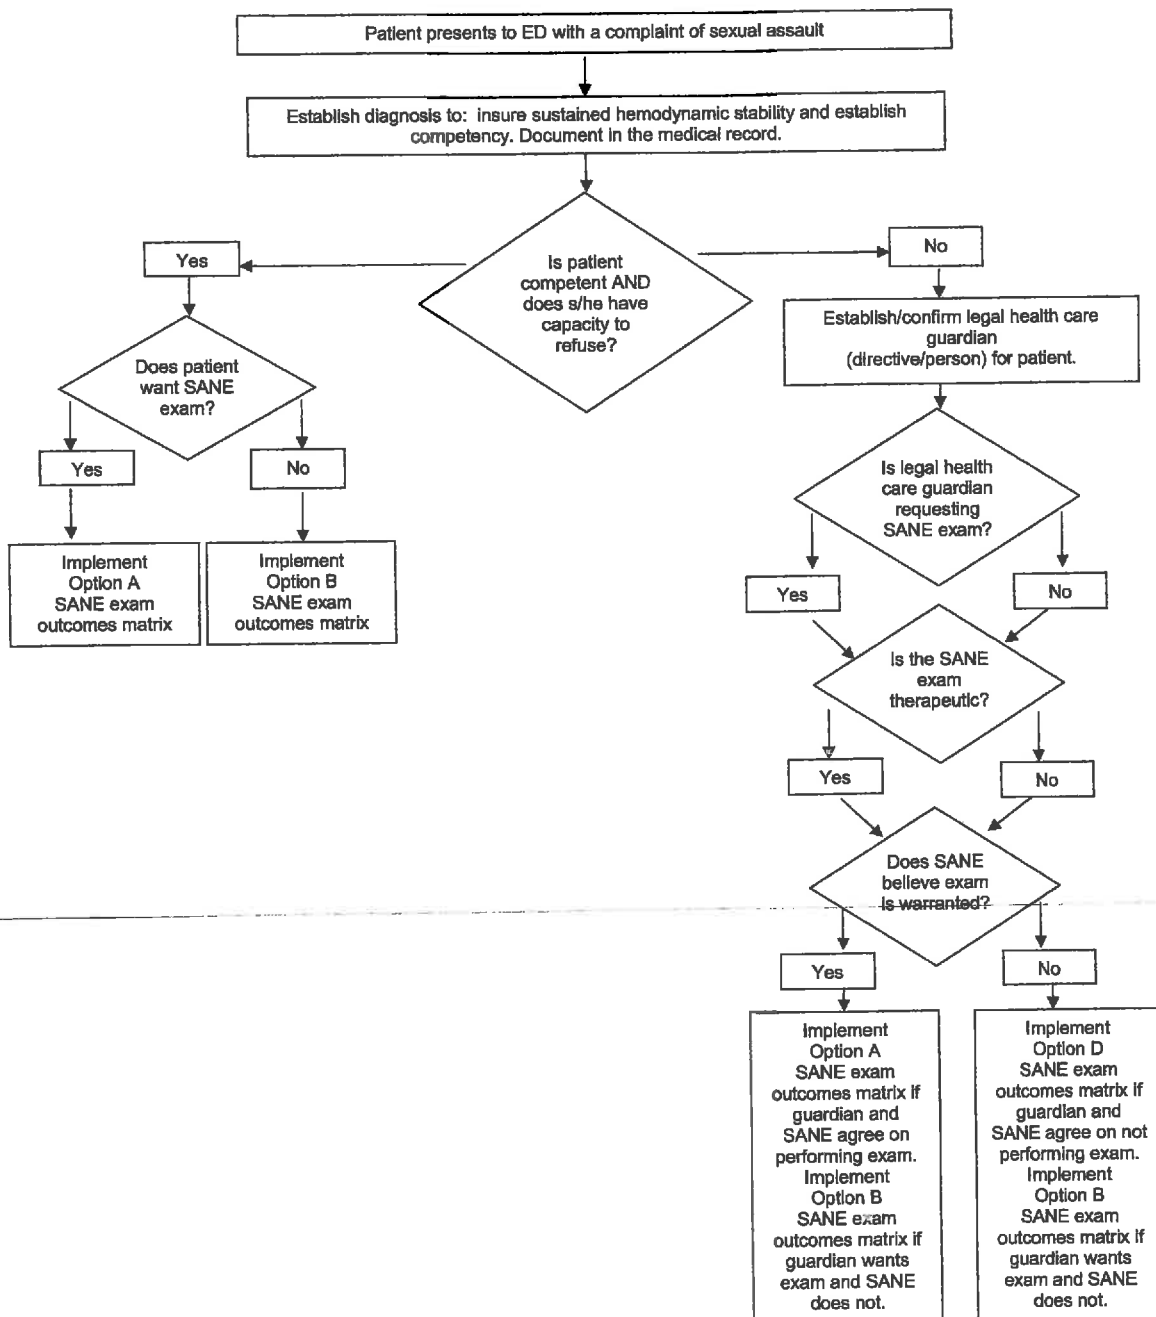 Patient presents to ED with a complaint of sexual assault
Establish diagnosis to: insure sustained hemodynamic stability and establish
competency. Document in the medical record.
Is patient
competent AND
does s/he have
capacity to
refuse?
Yes
No
Does patient
want SANE
exam?
Yes
No
Implement
Option A
SANE exam
outcomes matrix
Implement
Option B
SANE exam
outcomes matrix
Establish/confirm legal health care
guardian
(directive/person) for patient.
Is legal health
care guardian
requesting
SANE exam?
Yes
No
Is the SANE
exam
therapeutic?
Yes
No
Does SANE
believe exam
is warranted?
Yes
No
Implement
Option A
SANE exam
outcomes matrix if
guardian and
SANE agree on
performing exam.
Implement
Option B
SANE exam
outcomes matrix if
guardian wants
exam and SANE
does not.
Implement
Option D
SANE exam
outcomes matrix if
guardian and
SANE agree on not
performing exam.
Implement
Option B
SANE exam
outcomes matrix if
guardian wants
exam and SANE
does not.